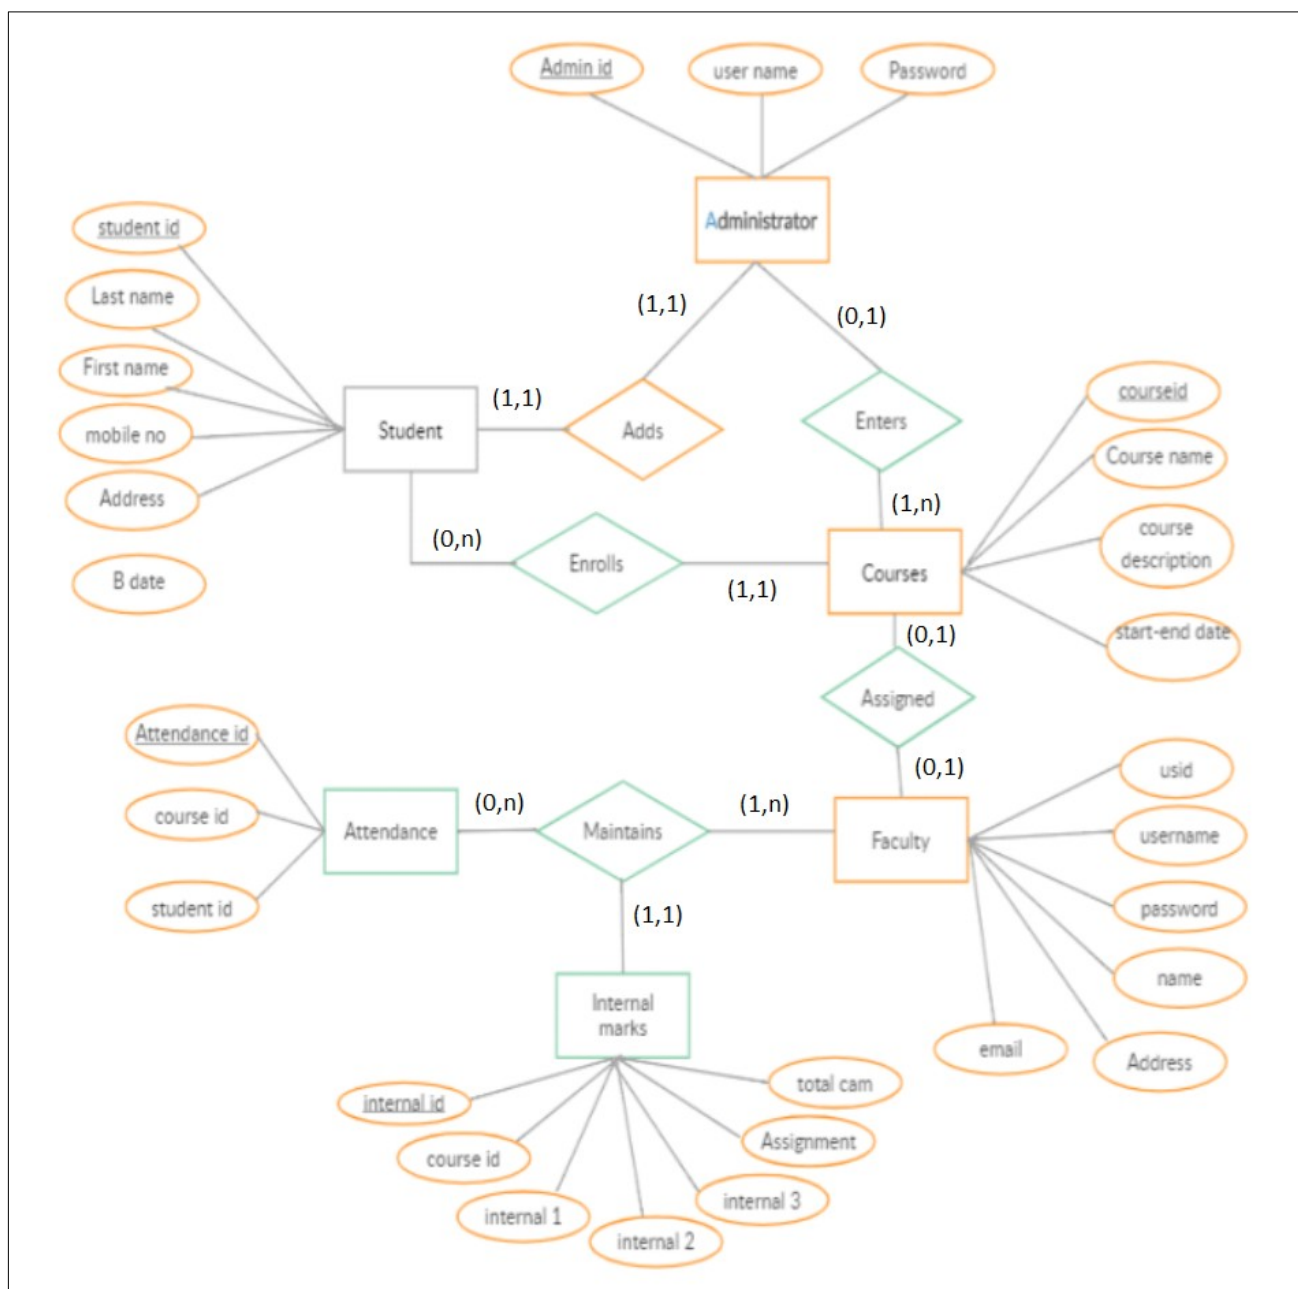 Admin id
user name
Password
Administrator
student id
Last name
First name
mobile no
Address
B date
Student
(1,1)
Adds
(1,1)
(0,1)
Enters
(1,n)
courseid
Course name
course
description
start-end date
(0,n)
Enrolls
(1,1)
Courses
(0,1)
Assigned
(0,1)
Attendance id
course id
student id
Attendance
(0,n)
Maintains
(1,n)
Faculty
usid
username
password
name
Address
email
(1,1)
Internal
marks
internal id
course id
internal 1
internal 2
internal 3
Assignment
total cam